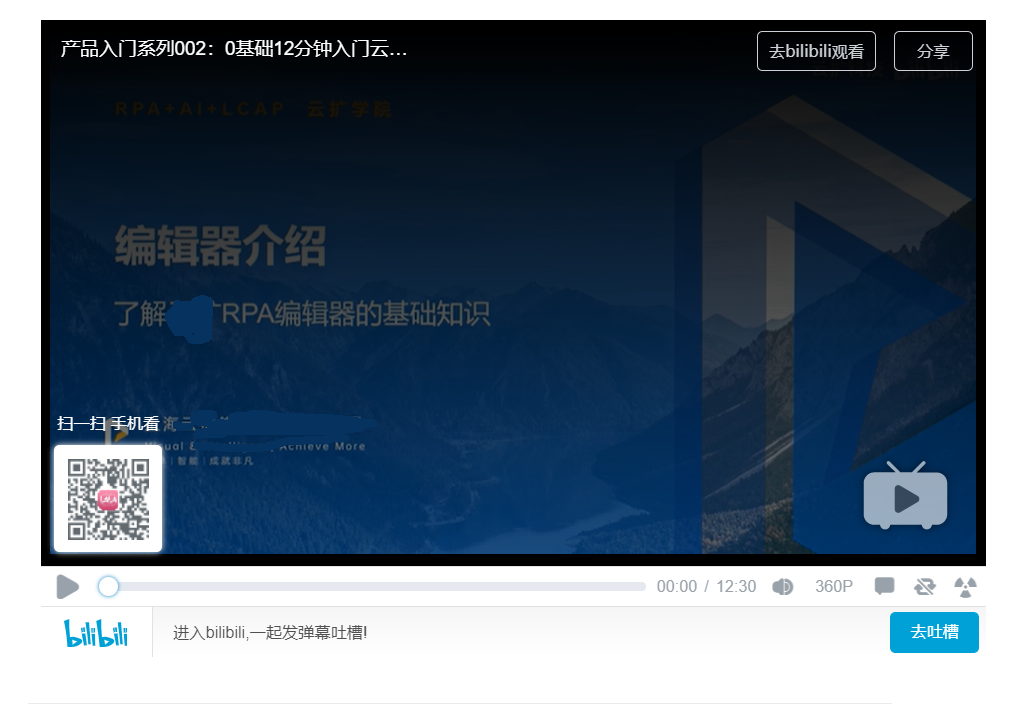 产品入门系列002：0基础12分钟入门云…
去bilibili观看
分享
RPA+AI+LCAP 云扩学院
编辑器介绍
了解 RPA编辑器的基础知识
扫一扫 手机看
Achieve More
智能 | 成就非凡
00:00 / 12:30
360P
bilibili
进入bilibili,一起发弹幕吐槽!
去吐槽